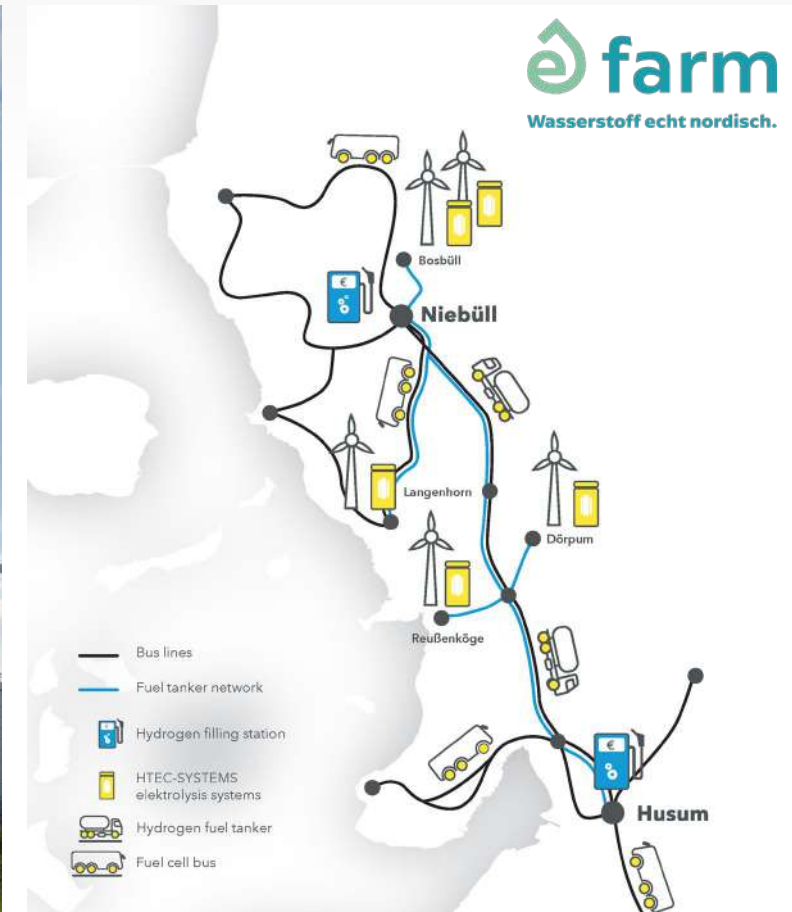 e farm
Wasserstoff echt nordisch.
Bosbüll
€
Niebüll
Langenhorn
Dörpum
Reußenköge
Bus lines
Fuel tanker network
€
Hydrogen filling station
HTEC-SYSTEMS
elektrolysis systems
Husum
Hydrogen fuel tanker
Fuel cell bus